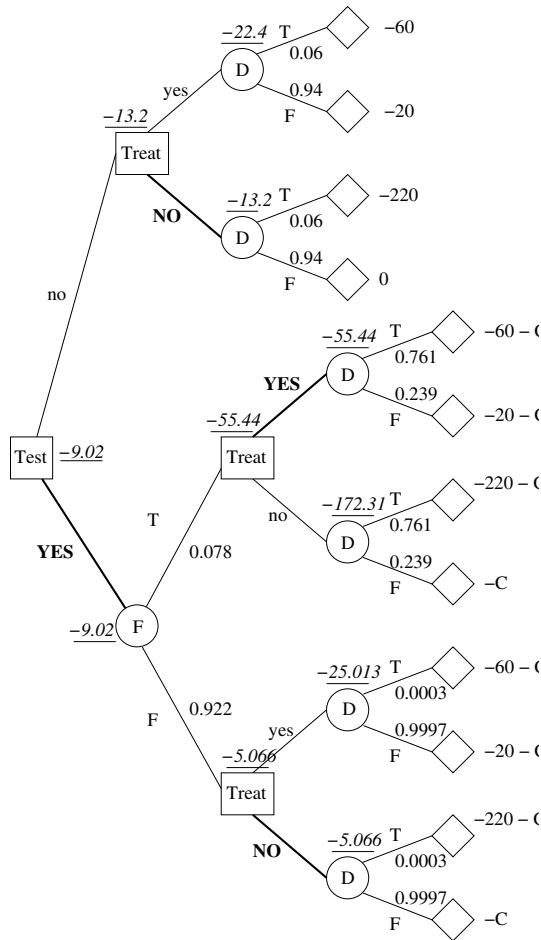 −22.4
T
−60
0.06
D
yes
0.94
F
−20
−13.2
Treat
−13.2
T
−220
0.06
NO
D
0.94
F
0
no
−55.44
T
−60 − C
0.761
YES
D
0.239
−55.44
F
−20 − C
Test
−9.02
Treat
−172.31
T
−220 − C
no
0.761
T
D
YES
0.078
0.239
F
−C
−9.02
F
−25.013
T
−60 − C
0.0003
0.922
D
F
yes
0.9997
−5.066
F
−20 − C
Treat
−5.066
T
−220 − C
NO
0.0003
D
0.9997
F
−C